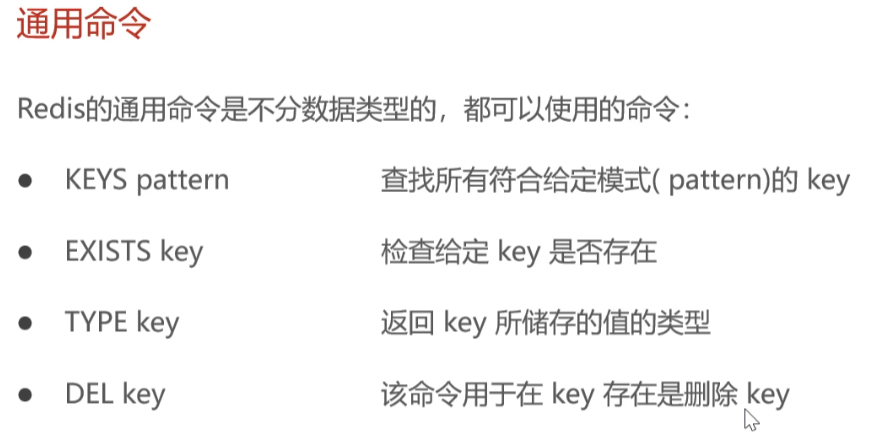 通用命令
Redis的通用命令是不分数据类型的，都可以使用的命令：
● KEYS pattern 查找所有符合给定模式( pattern)的 key
● EXISTS key 检查给定 key 是否存在
● TYPE key 返回 key 所储存的值的类型
● DEL key 该命令用于在 key 存在是删除 key